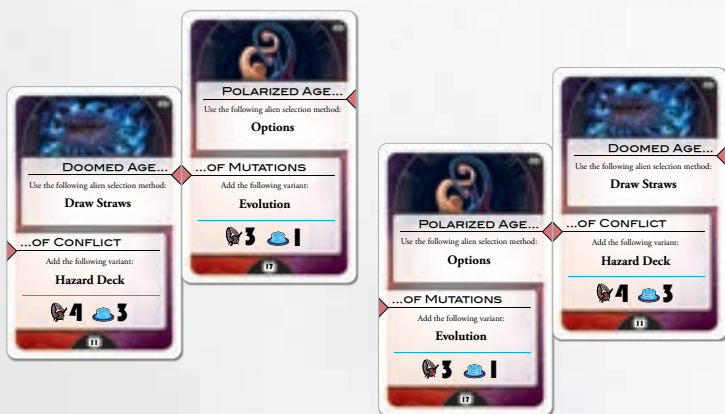 POLARIZED AGE...
Use the following alien selection method:
Options
...OF MUTATIONS
Add the following variant:
Evolution
3 1
17
DOOMED AGE...
Use the following alien selection method:
Draw Straws
...OF CONFLICT
Add the following variant:
Hazard Deck
4 3
11
DOOMED AGE...
Use the following alien selection method:
Draw Straws
...OF CONFLICT
Add the following variant:
Hazard Deck
4 3
11
POLARIZED AGE...
Use the following alien selection method:
Options
...OF MUTATIONS
Add the following variant:
Evolution
3 1
17